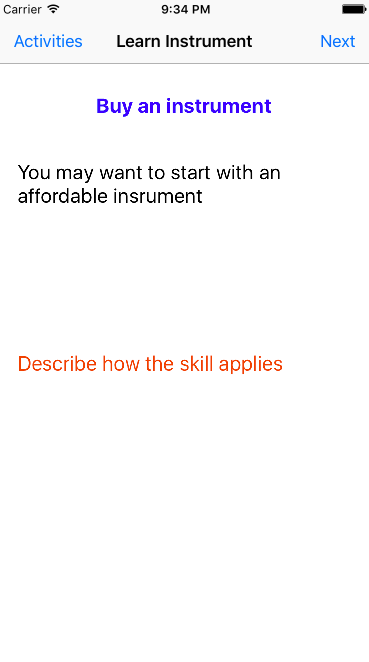 Carrier 9:34 PM
Activities Learn Instrument Next
Buy an instrument
You may want to start with an
affordable insrument
Describe how the skill applies